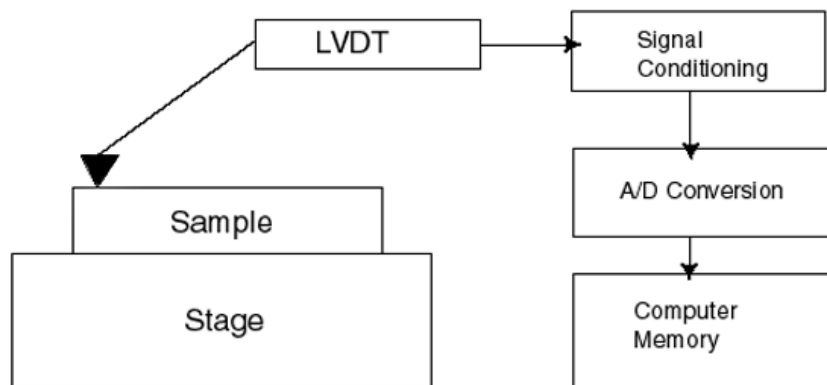 LVDT
Signal
Conditioning
A/D Conversion
Sample
Stage
Computer
Memory